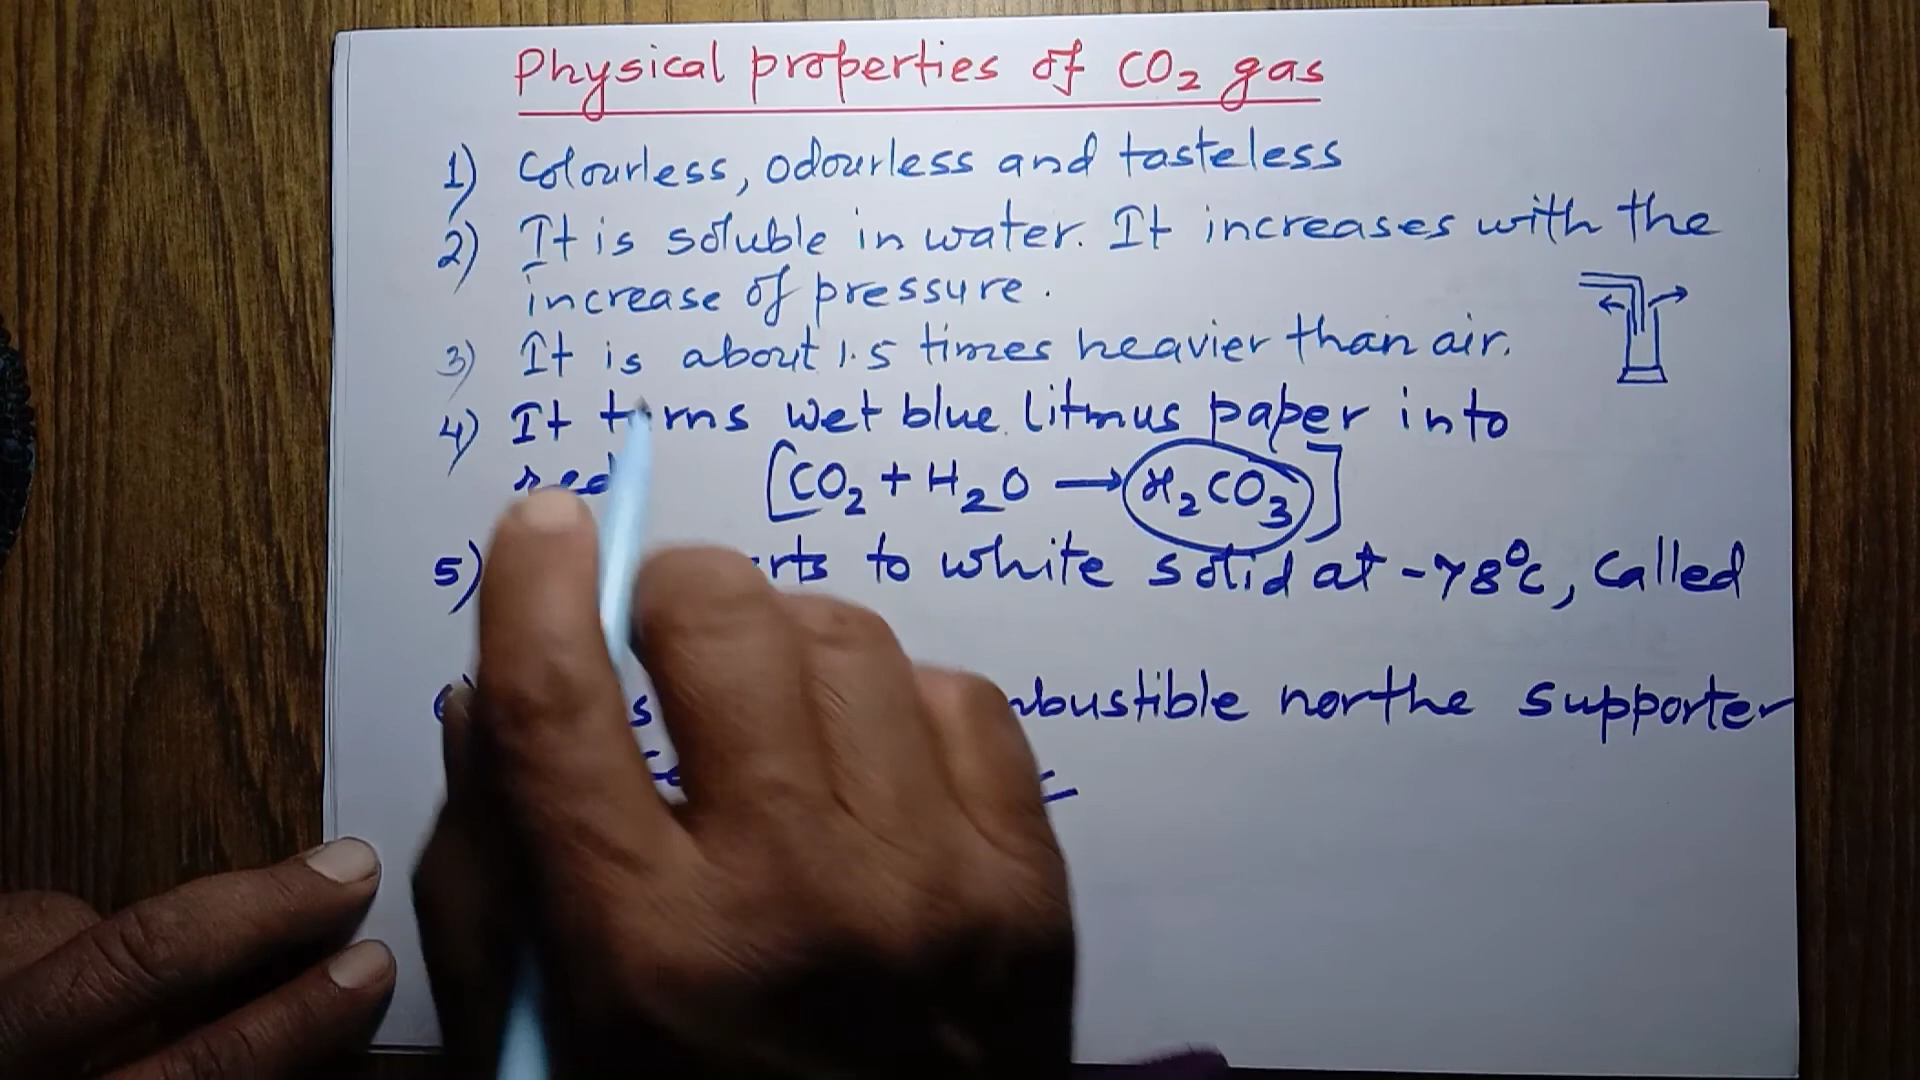 Physical properties of CO₂ gas
1) Colourless, odourless and tasteless
2) It is soluble in water. It increases with the
increase of pressure.
3) It is about 1.5 times heavier than air.
4) It turns wet blue litmus paper into
red [CO₂ + H₂O → H₂CO₃]
5) to white solid at -78°C, called
nor the supporter